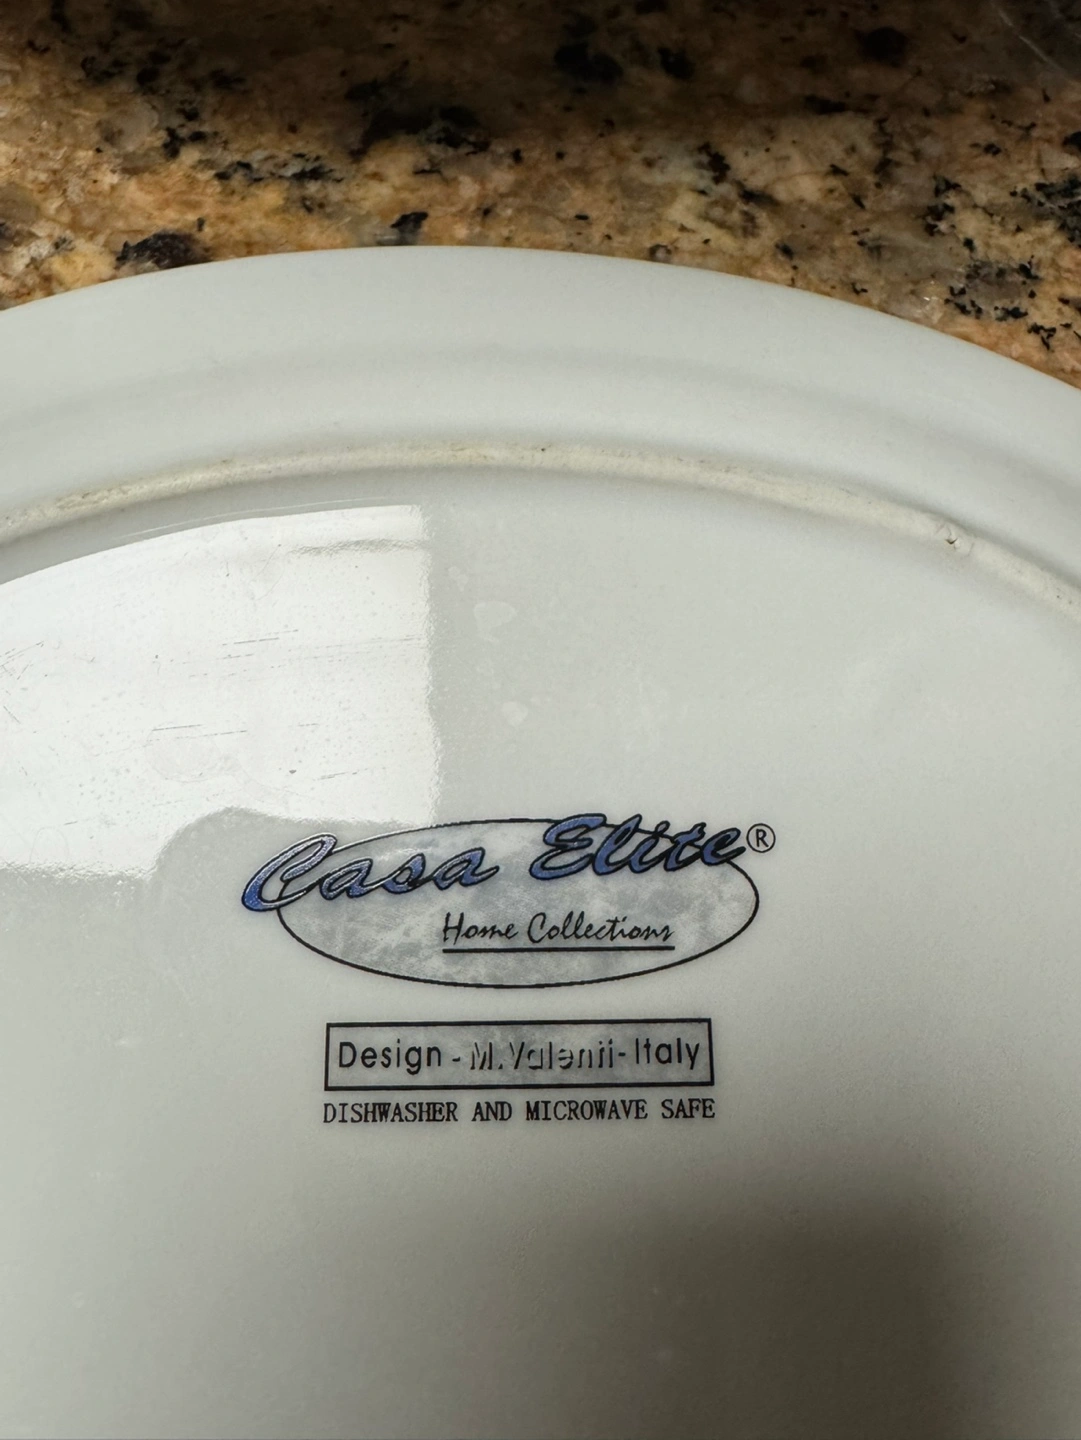 Casa Elite®
Home Collections
Design - M. Valenti - Italy
DISHWASHER AND MICROWAVE SAFE